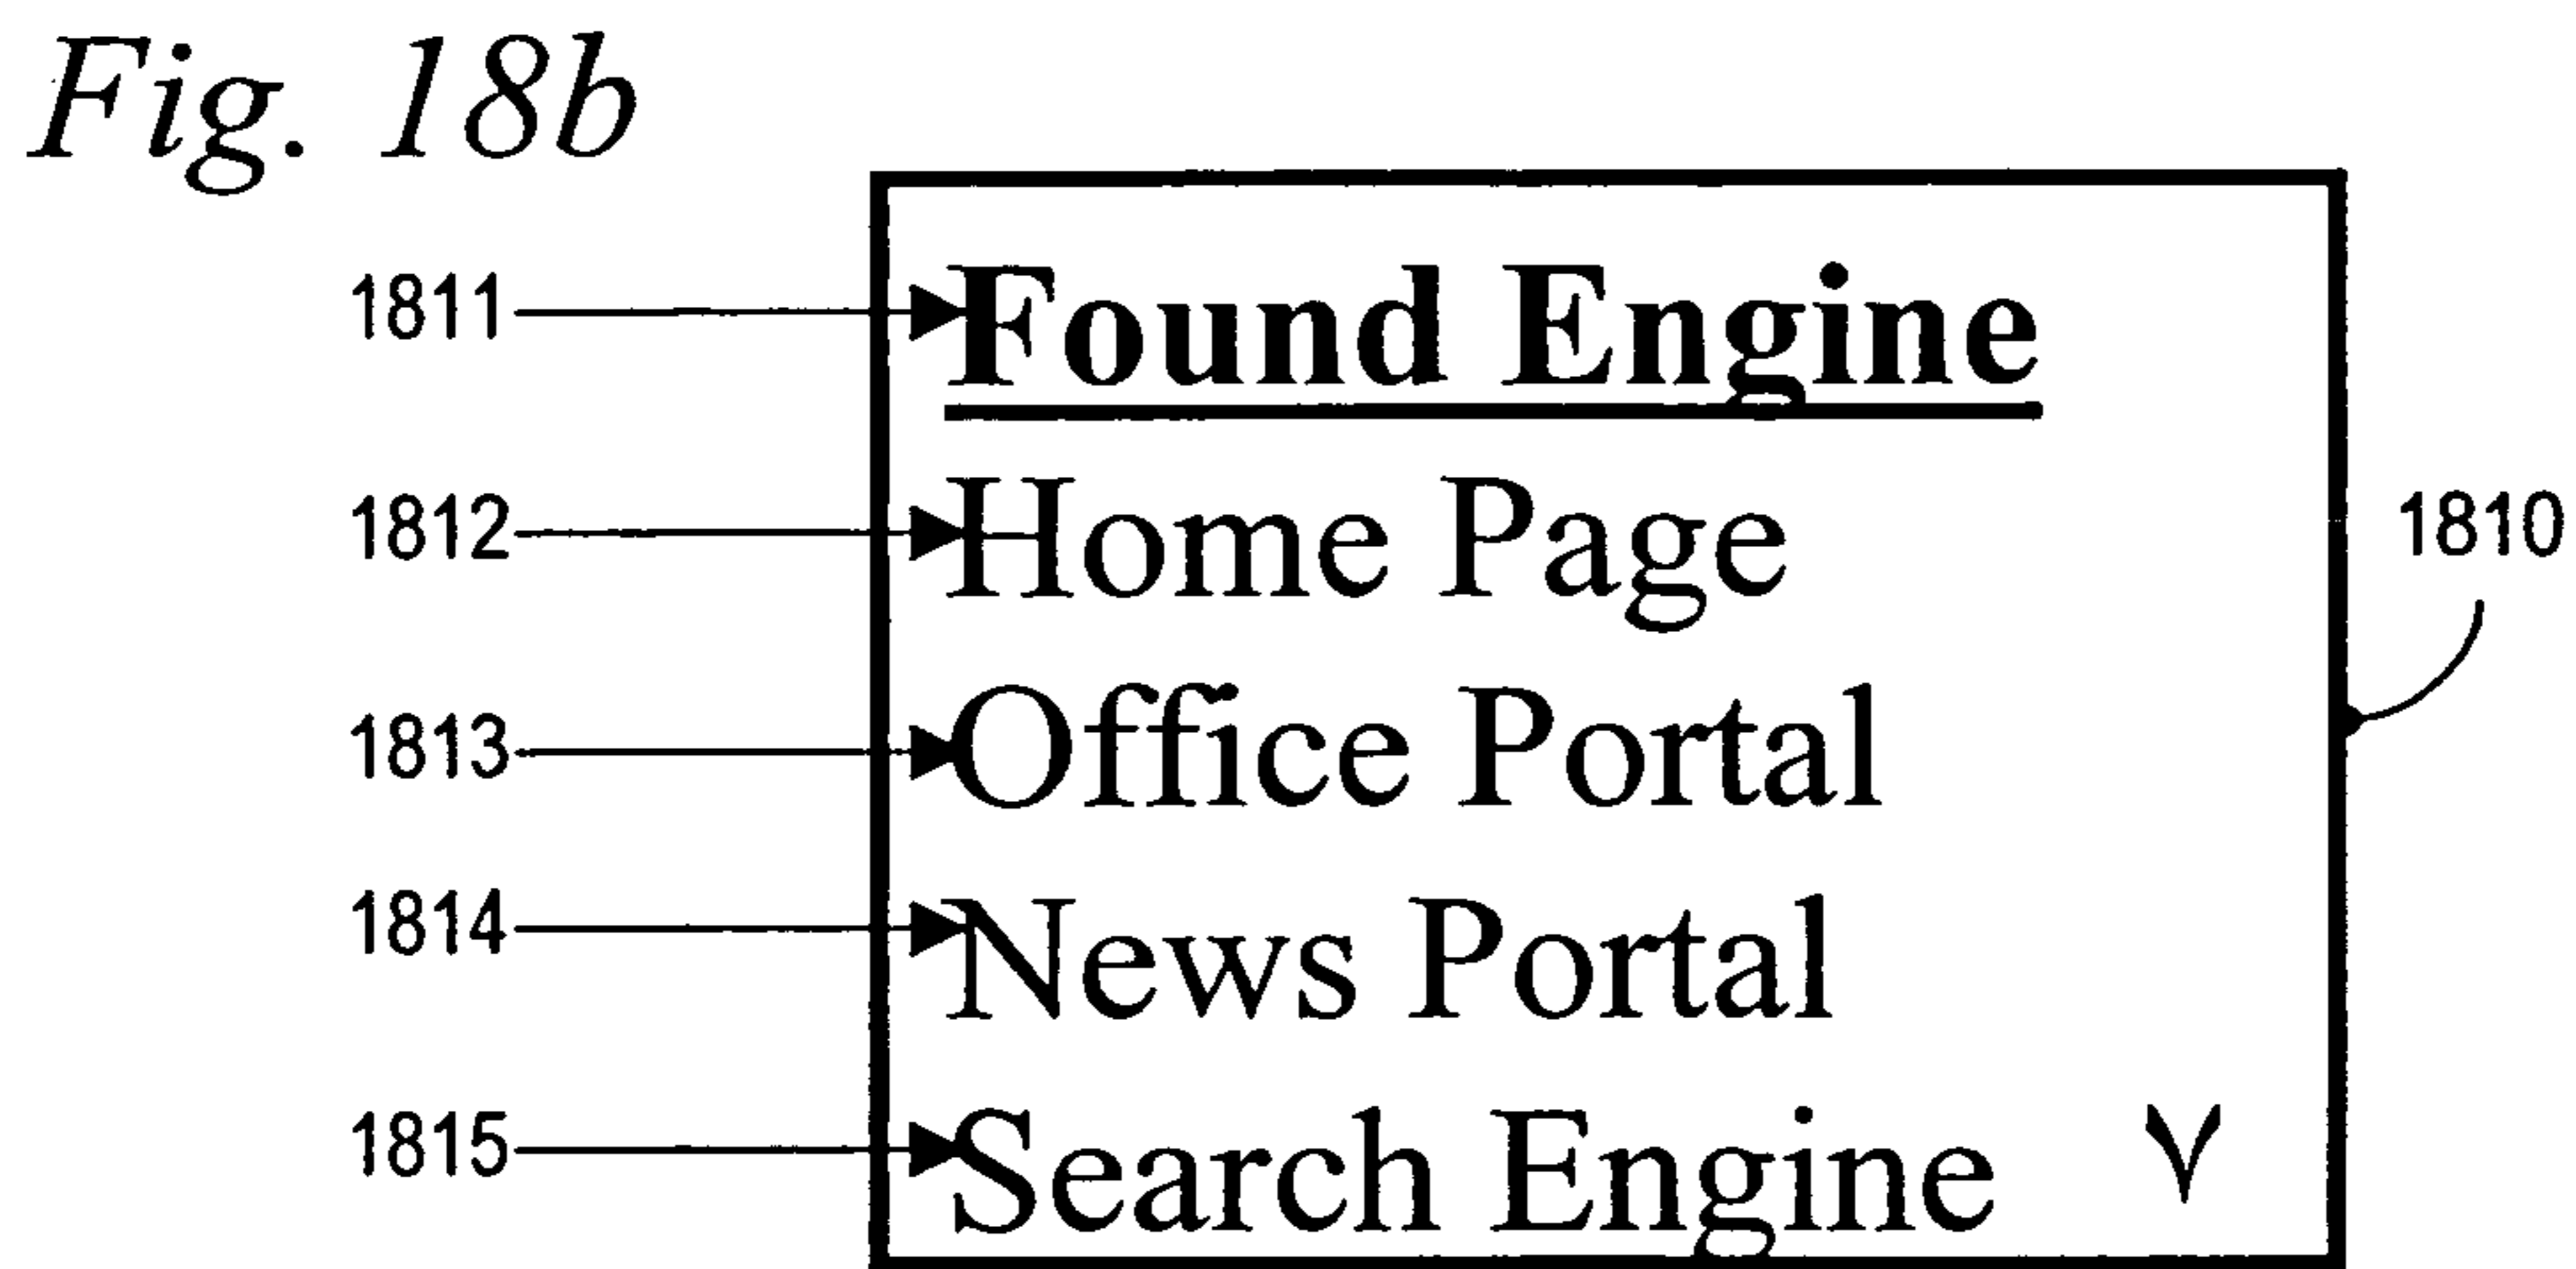 Fig. 18b
1811 Found Engine
1812 Home Page
1810
1813 Office Portal
1814 News Portal
1815 Search Engine